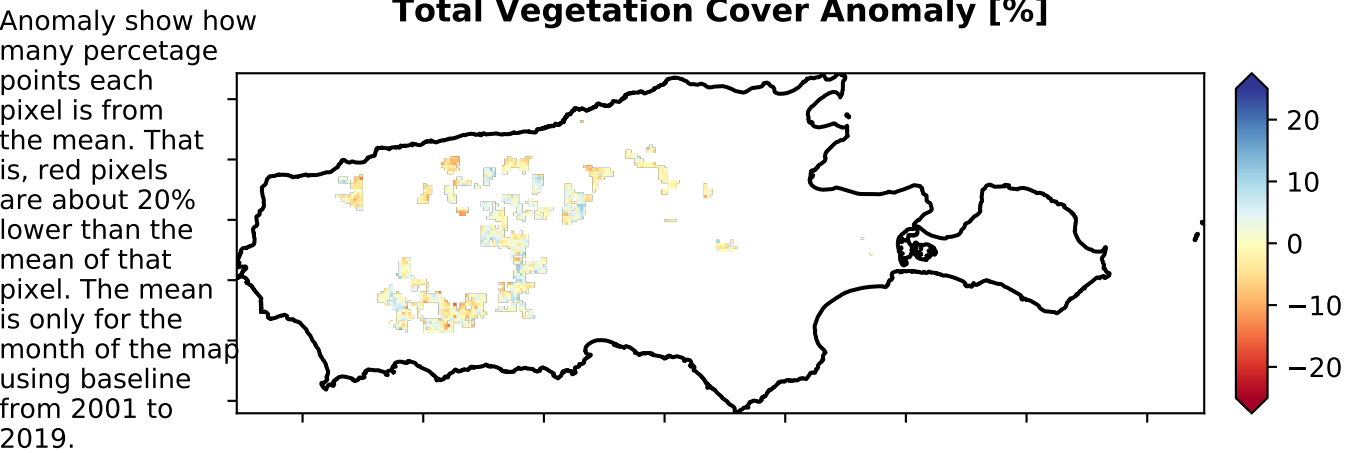 Total Vegetation Cover Anomaly [%]
Anomaly show how
many percetage
points each
pixel is from
the mean. That
is, red pixels
are about 20%
lower than the
mean of that
pixel. The mean
is only for the
month of the map
using baseline
from 2001 to
2019.
20
10
0
−10
−20